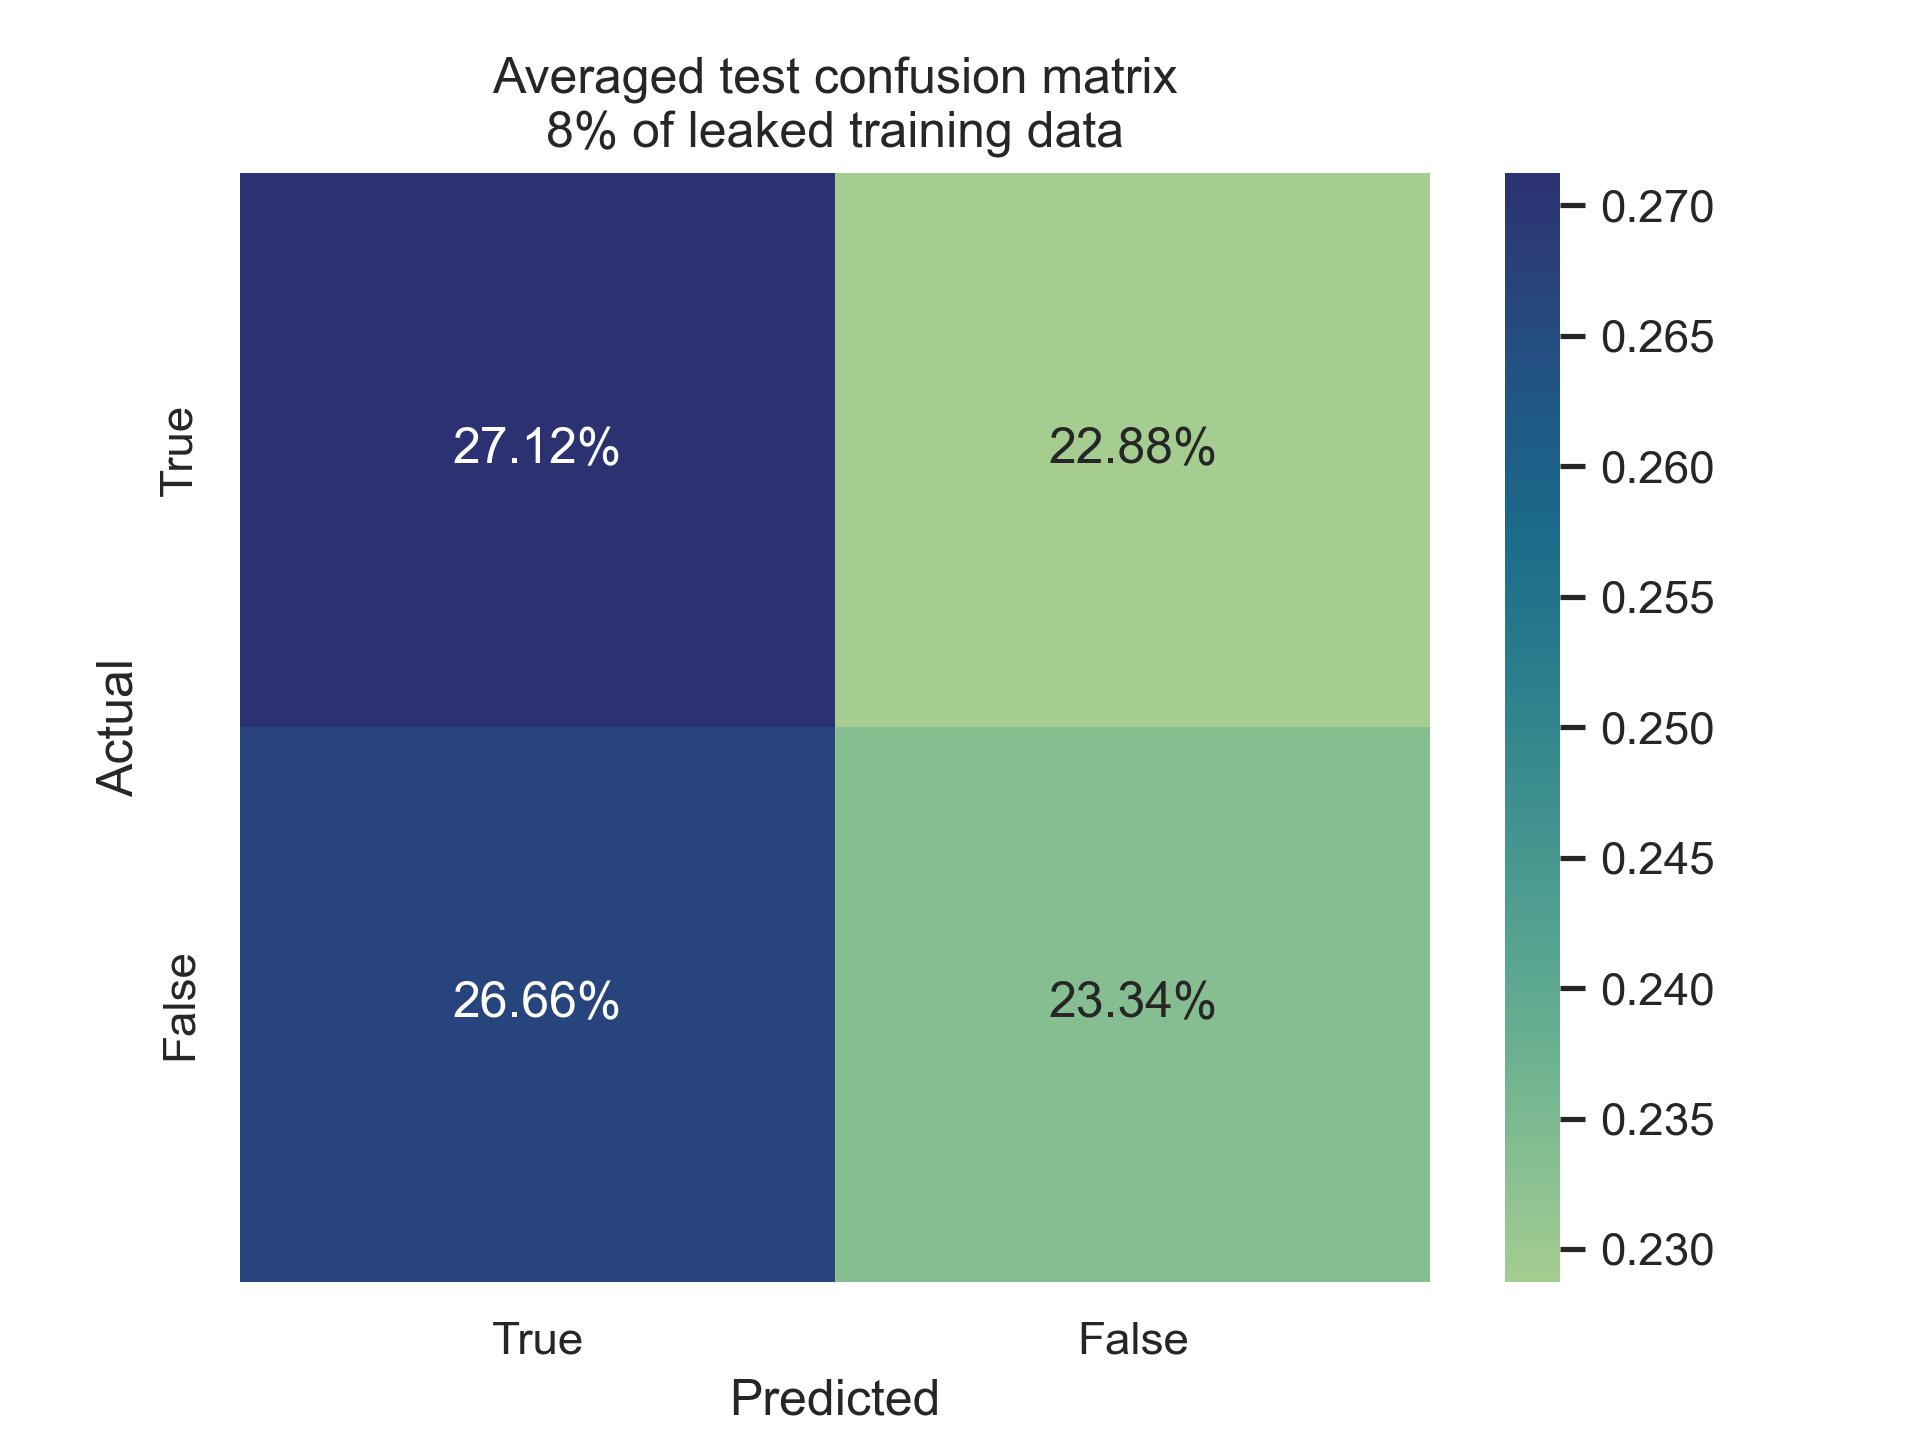 Averaged test confusion matrix
8% of leaked training data
Actual
True
False
27.12%
22.88%
26.66%
23.34%
True
False
Predicted
0.270
0.265
0.260
0.255
0.250
0.245
0.240
0.235
0.230